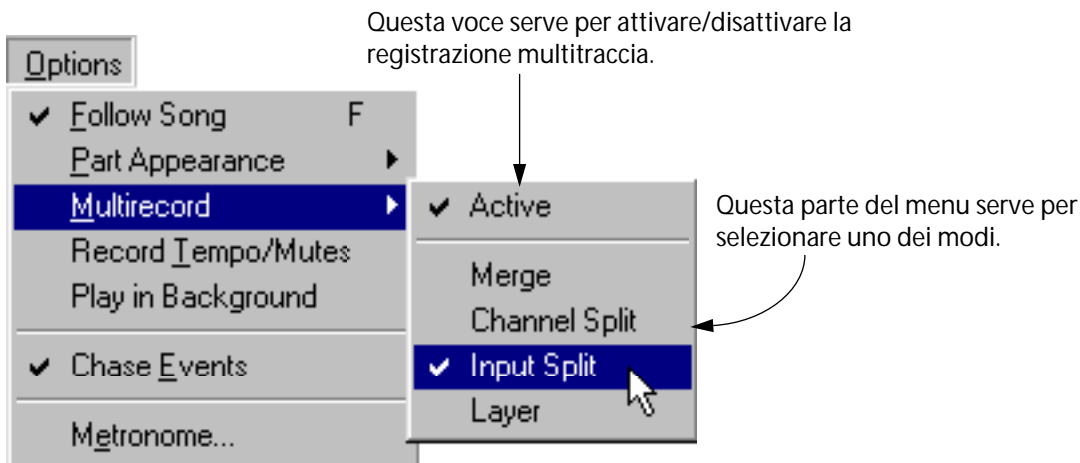 Questa voce serve per attivare/disattivare la
registrazione multitraccia.
Options
Follow Song F
Part Appearance
Multirecord
Record Tempo/Mutes
Play in Background
Chase Events
Metronome...
Active
Merge
Channel Split
Input Split
Layer
Questa parte del menu serve per
selezionare uno dei modi.